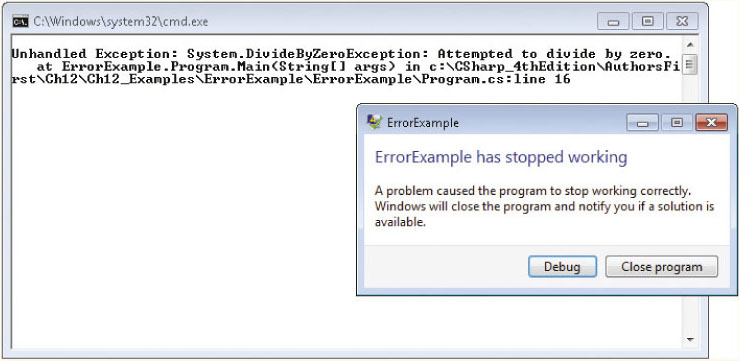 C:\Windows\system32\cmd.exe
Unhandled Exception: System.DivideByZeroException: Attempted to divide by zero.
at ErrorExample.Program.Main(String[] args) in c:\CSharp_4thEdition\AuthorsFi
rst\Ch12\Ch12_Examples\ErrorExample\ErrorExample\Program.cs:line 16
ErrorExample
ErrorExample has stopped working
A problem caused the program to stop working correctly.
Windows will close the program and notify you if a solution is
available.
Debug
Close program